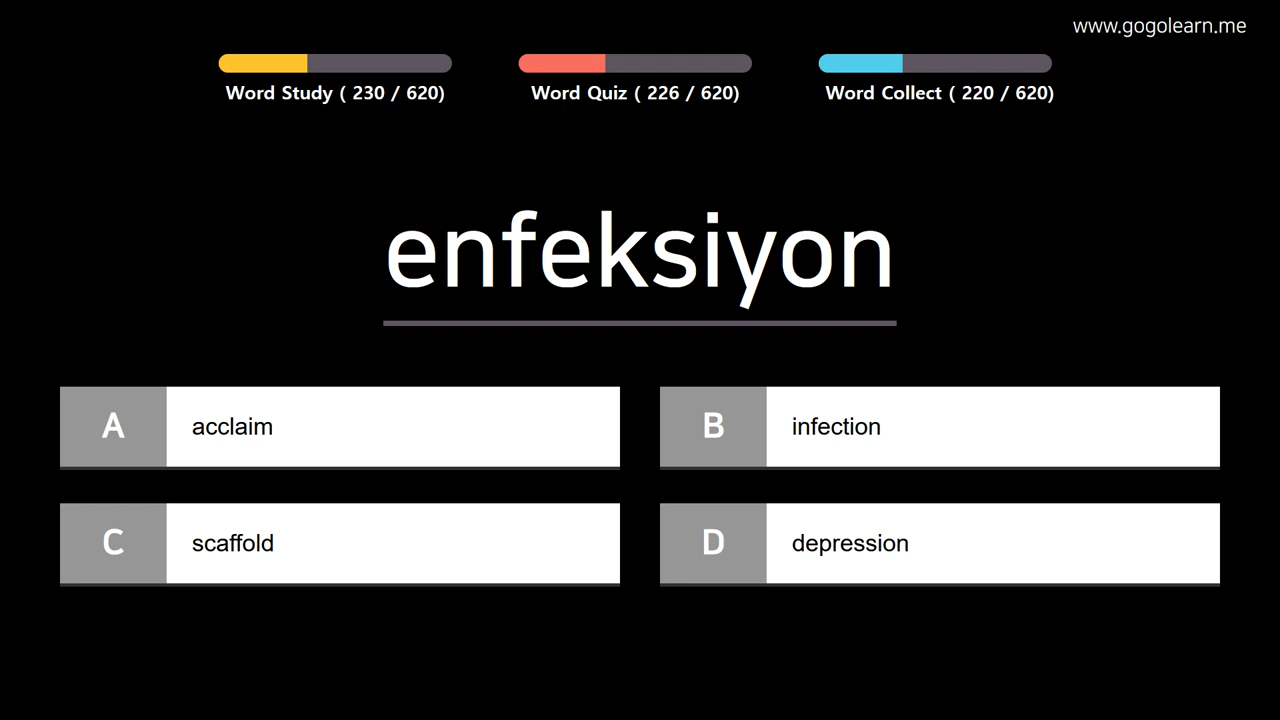 www.gogolearn.me
Word Study ( 230 / 620)
Word Quiz ( 226 / 620)
Word Collect ( 220 / 620)
enfeksiyon
A
acclaim
B
infection
C
scaffold
D
depression